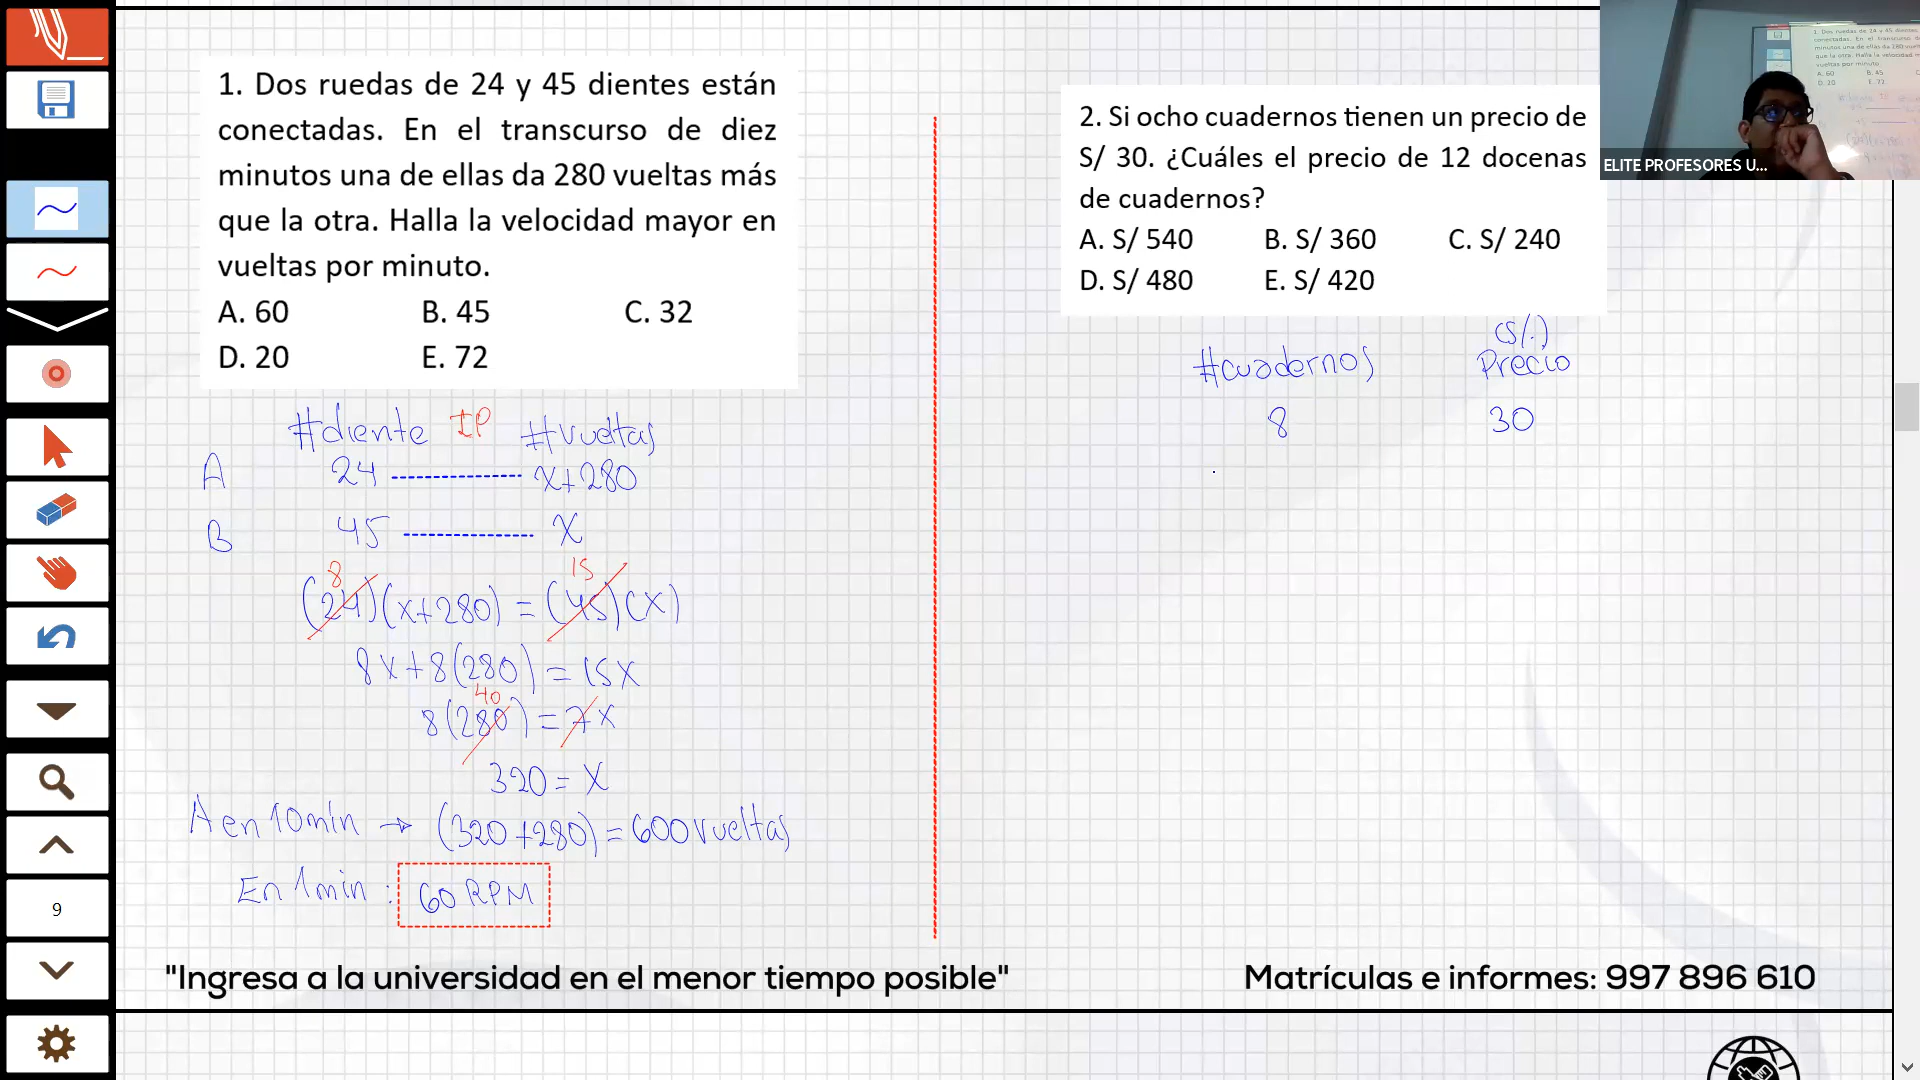 1. Dos ruedas de 24 y 45 dientes están
conectadas. En el transcurso de diez
minutos una de ellas da 280 vueltas más
que la otra. Halla la velocidad mayor en
vueltas por minuto.
A. 60 B. 45 C. 32
D. 20 E. 72
#diente IP #vueltas
A 24 ---------- x+280
B 45 ---------- x
8 15
(24)(x+280) = (45)(x)
8x+8(280) = 15x
40
8(280) = 7x
320 = x
A en 10min → (320+280) = 600 vueltas
En 1min : 60 RPM
2. Si ocho cuadernos tienen un precio de
S/ 30. ¿Cuáles el precio de 12 docenas
de cuadernos?
A. S/ 540 B. S/ 360 C. S/ 240
D. S/ 480 E. S/ 420
(S/.)
#cuadernos Precio
8 30
ELITE PROFESORES U...
9
"Ingresa a la universidad en el menor tiempo posible"
Matrículas e informes: 997 896 610